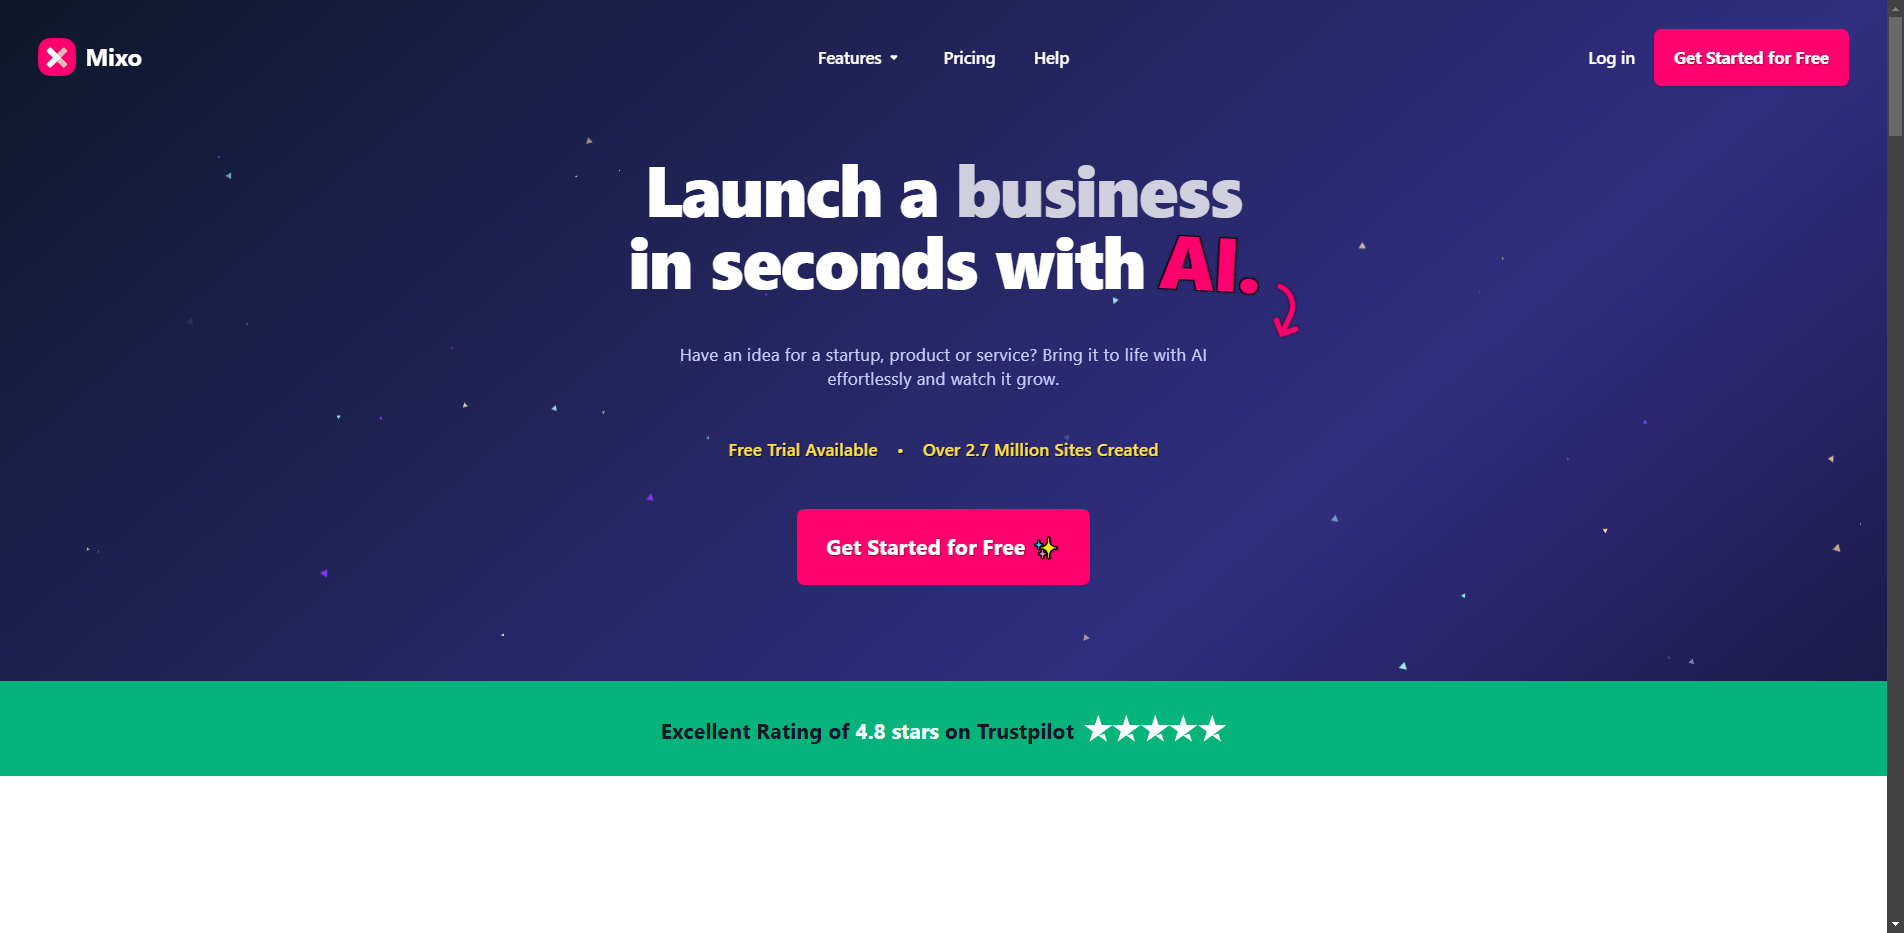 Mixo
Features
Pricing
Help
Log in
Get Started for Free
Launch a business
in seconds with AI.
Have an idea for a startup, product or service? Bring it to life with AI
effortlessly and watch it grow.
Free Trial Available • Over 2.7 Million Sites Created
Get Started for Free ✨
Excellent Rating of 4.8 stars on Trustpilot ★★★★★